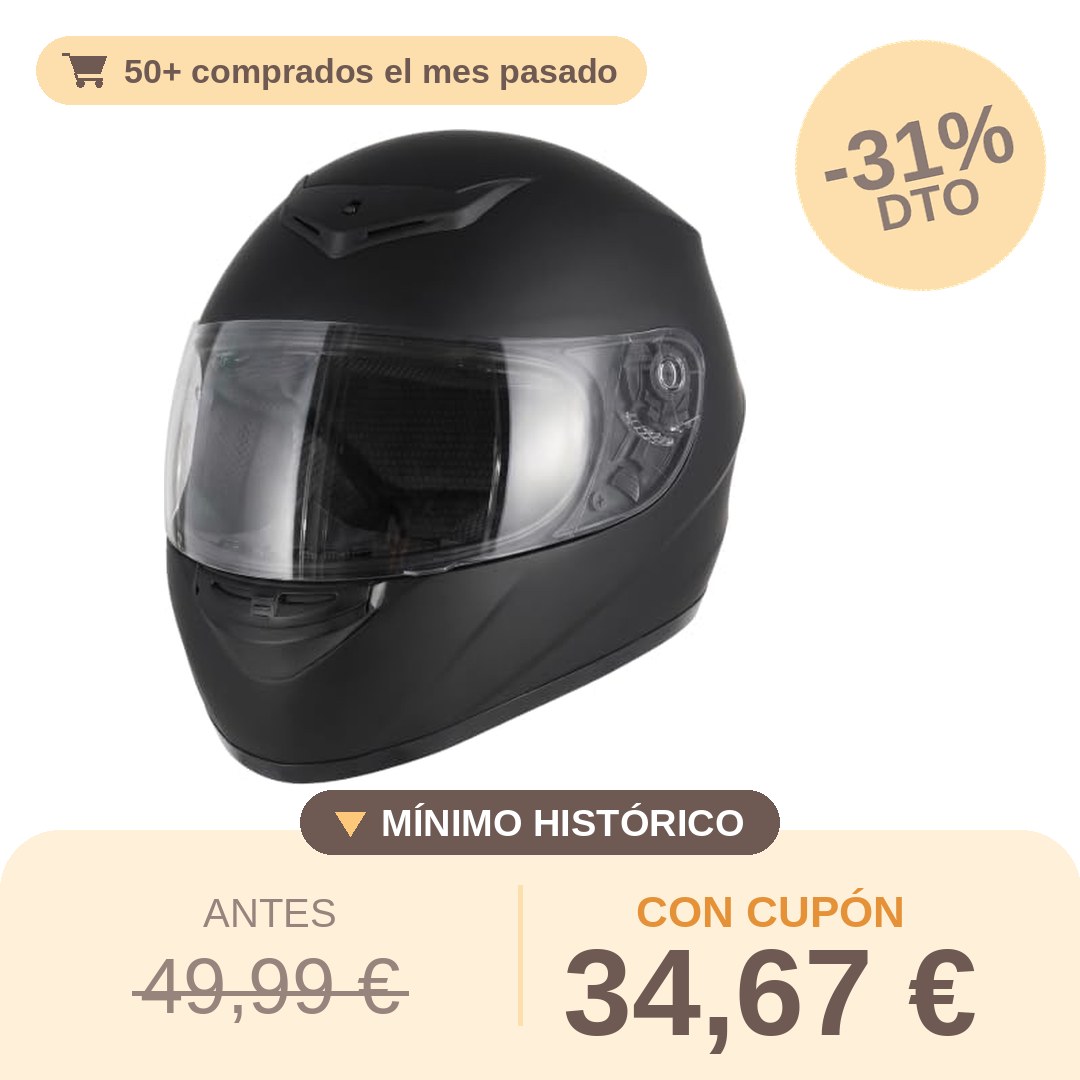 50+ comprados el mes pasado
-31%
DTO
MÍNIMO HISTÓRICO
ANTES
49,99 €
CON CUPÓN
34,67 €